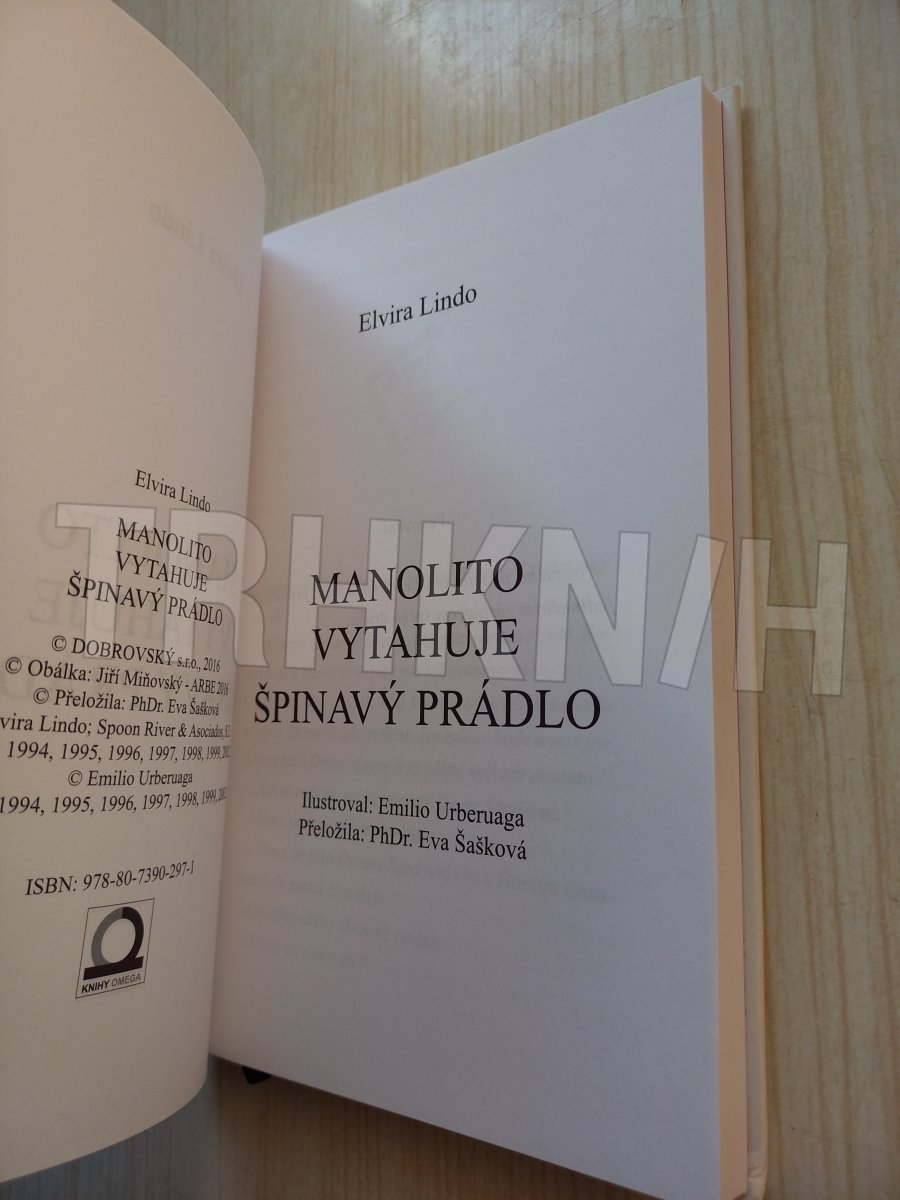 Elvira Lindo
MANOLITO
VYTAHUJE
ŠPINAVÝ PRÁDLO
© DOBROVSKÝ s.r.o., 2016
© Obálka: Jiří Miňovský - ARBE 2016
© Přeložila: PhDr. Eva Šašková
vira Lindo; Spoon River & Asociados, S.
1994, 1995, 1996, 1997, 1998, 1999,
© Emilio Urberuaga
1994, 1995, 1996, 1997, 1998, 1999,
ISBN: 978-80-7390-297-1
KNIHY OMEGA
Elvira Lindo
MANOLITO
VYTAHUJE
ŠPINAVÝ PRÁDLO
Ilustroval: Emilio Urberuaga
Přeložila: PhDr. Eva Šašková
TRHKNIH